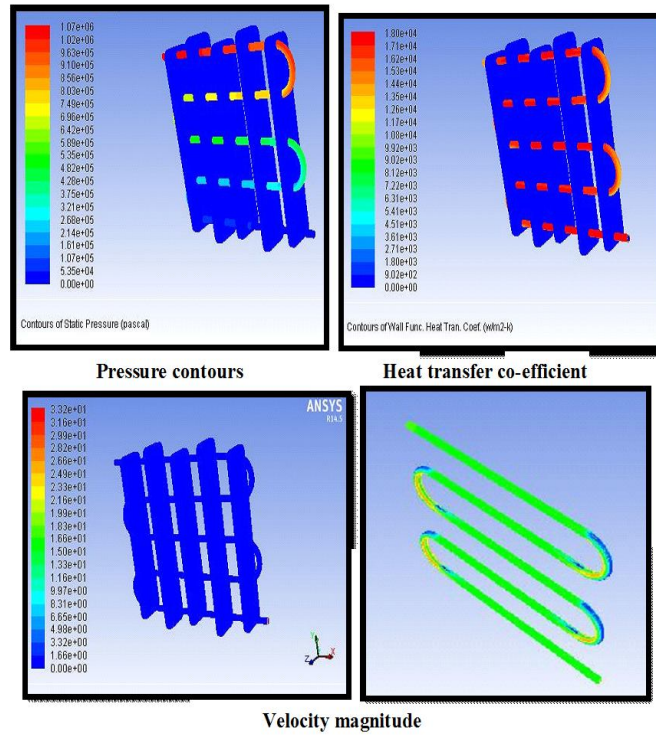 1.07e+06
1.02e+06
9.63e+05
9.10e+05
8.56e+05
8.03e+05
7.49e+05
6.96e+05
6.42e+05
5.89e+05
5.35e+05
4.82e+05
4.28e+05
3.75e+05
3.21e+05
2.68e+05
2.14e+05
1.61e+05
1.07e+05
5.35e+04
0.00e+00
Contours of Static Pressure (pascal)
1.80e+04
1.71e+04
1.62e+04
1.53e+04
1.44e+04
1.35e+04
1.26e+04
1.17e+04
1.08e+04
9.92e+03
9.02e+03
8.12e+03
7.22e+03
6.31e+03
5.41e+03
4.51e+03
3.61e+03
2.71e+03
1.80e+03
9.02e+02
0.00e+00
Contours of Wall Func. Heat Tran. Coef. (w/m2-k)
Pressure contours
Heat transfer co-efficient
3.32e+01
3.16e+01
2.99e+01
2.82e+01
2.66e+01
2.49e+01
2.33e+01
2.16e+01
1.99e+01
1.83e+01
1.66e+01
1.50e+01
1.33e+01
1.16e+01
9.97e+00
8.31e+00
6.65e+00
4.98e+00
3.32e+00
1.66e+00
0.00e+00
ANSYS
R14.5
Y
Z
X
Velocity magnitude